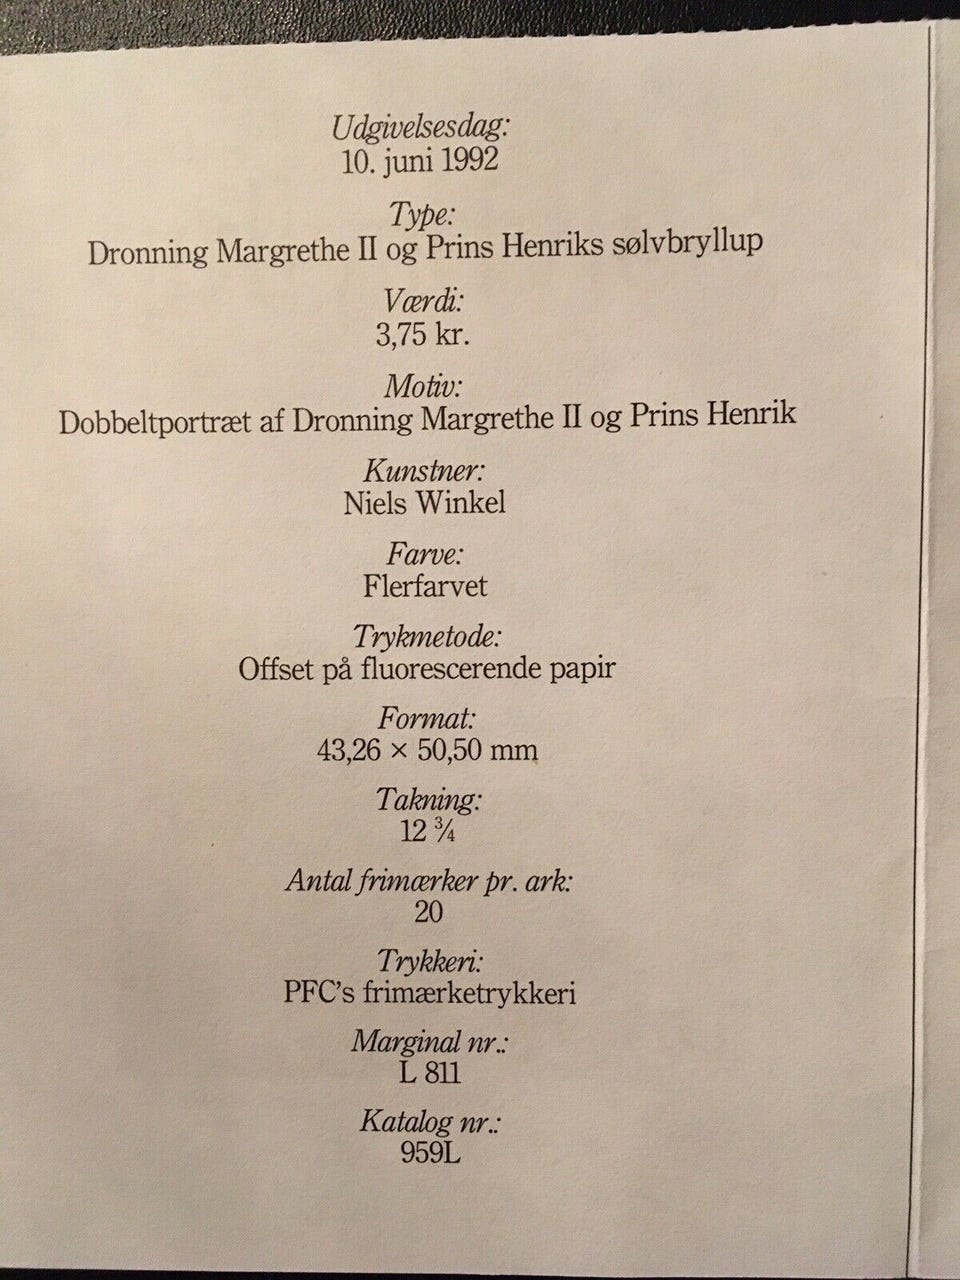 Udgivelsesdag:
10. juni 1992
Type:
Dronning Margrethe II og Prins Henriks sølvbryllup
Værdi:
3,75 kr.
Motiv:
Dobbeltportræt af Dronning Margrethe II og Prins Henrik
Kunstner:
Niels Winkel
Farve:
Flerfarvet
Trykmetode:
Offset på fluorescerende papir
Format:
43,26 × 50,50 mm
Takning:
12 ¾
Antal frimærker pr. ark:
20
Trykkeri:
PFC's frimærketrykkeri
Marginal nr.:
L 811
Katalog nr.:
959L